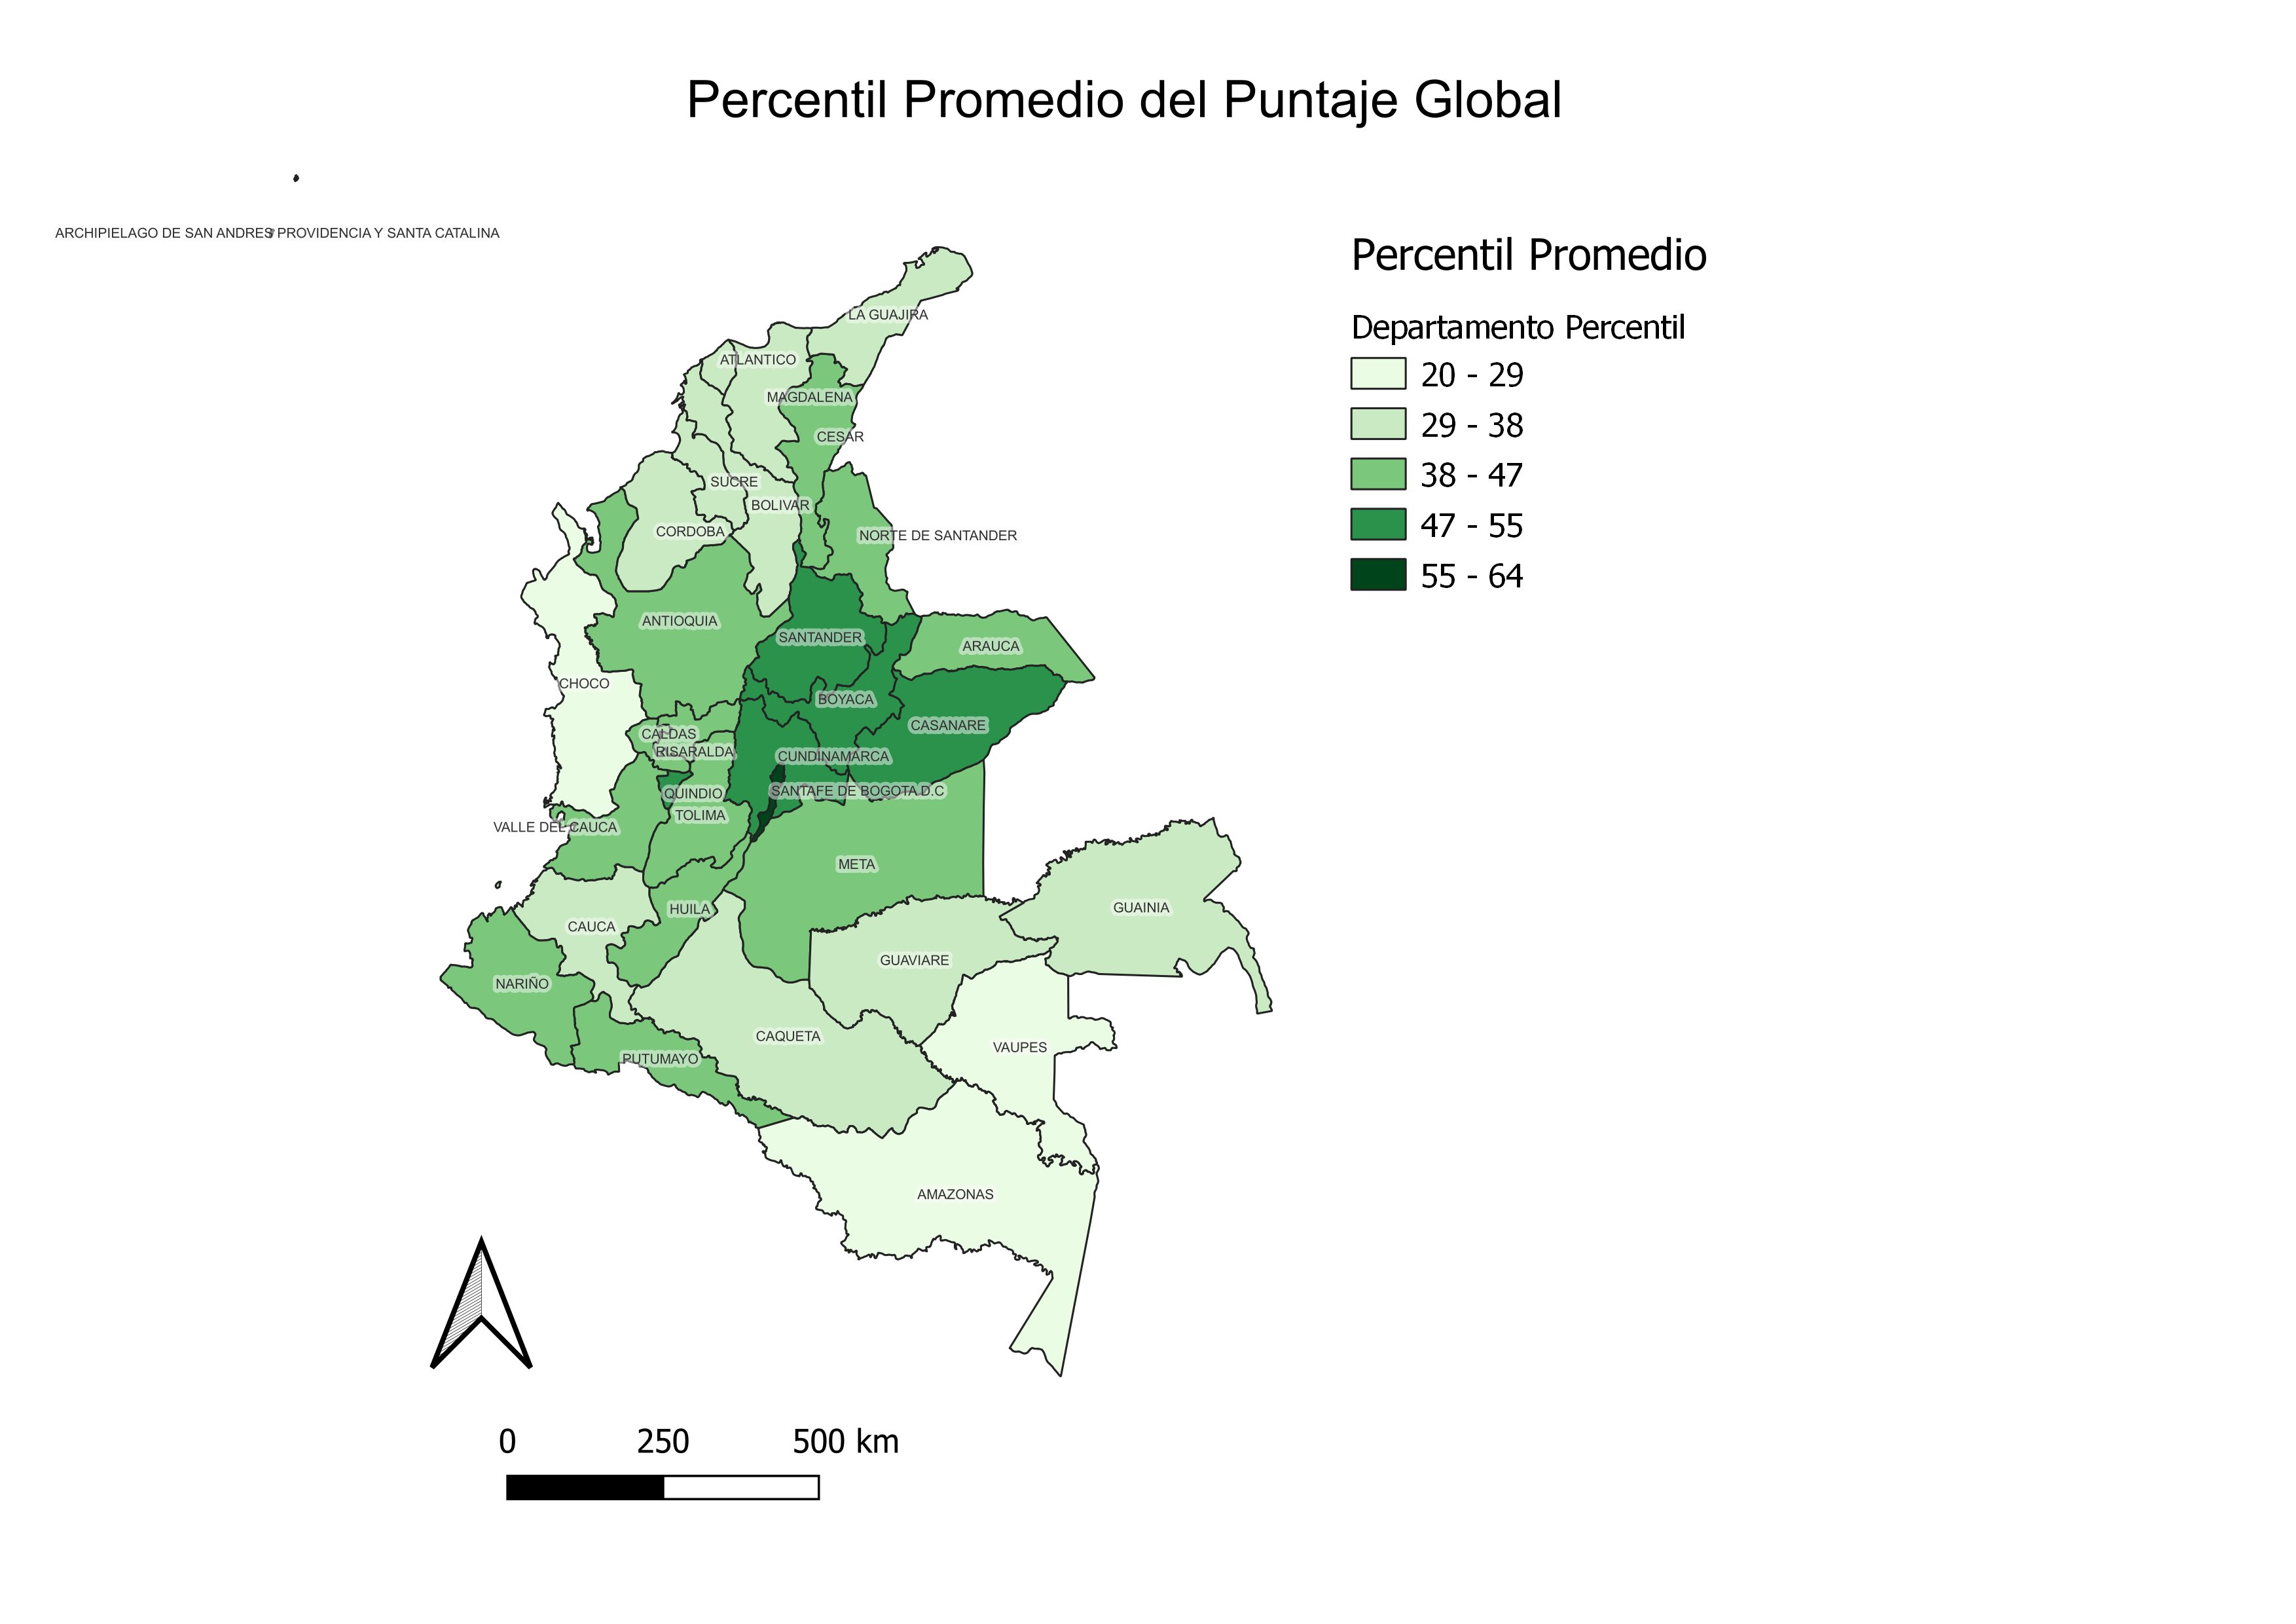 Percentil Promedio del Puntaje Global
ARCHIPIELAGO DE SAN ANDRES PROVIDENCIA Y SANTA CATALINA
Percentil Promedio
Departamento Percentil
20 - 29
29 - 38
38 - 47
47 - 55
55 - 64
LA GUAJIRA
ATLANTICO
MAGDALENA
CESAR
SUCRE
BOLIVAR
CORDOBA
NORTE DE SANTANDER
ANTIOQUIA
SANTANDER
ARAUCA
CHOCO
BOYACA
CASANARE
CALDAS
RISARALDA
CUNDINAMARCA
QUINDIO
SANTAFE DE BOGOTA D.C
TOLIMA
VALLE DEL CAUCA
META
HUILA
GUAINIA
CAUCA
GUAVIARE
NARIÑO
CAQUETA
VAUPES
PUTUMAYO
AMAZONAS
0 250 500 km